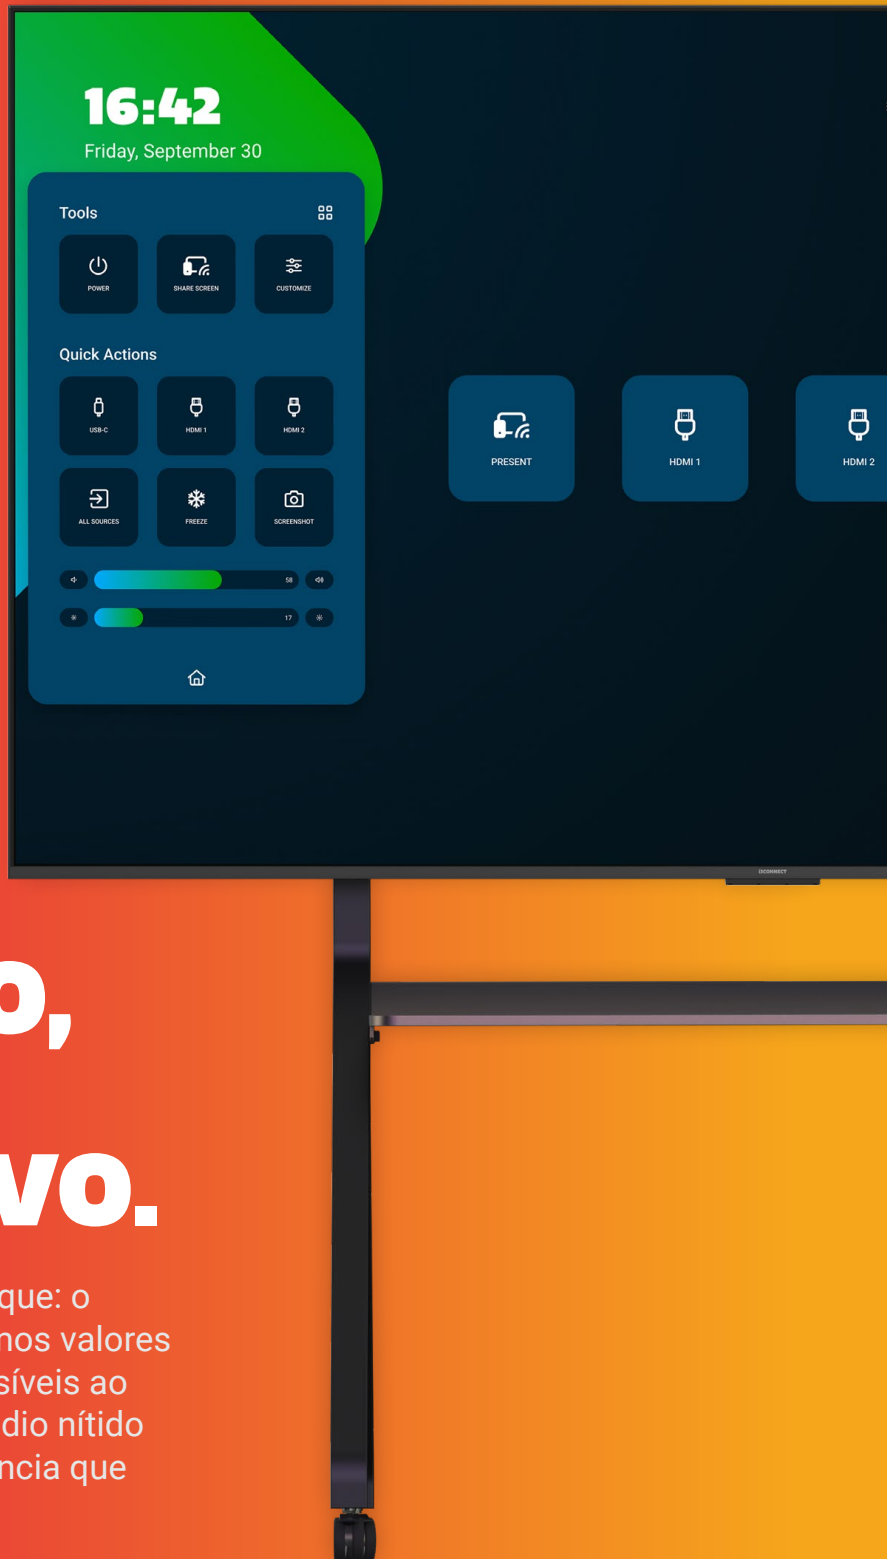 16:42
Friday, September 30
Tools
POWER
SHARE SCREEN
CUSTOMIZE
Quick Actions
USB-C
HDMI 1
HDMI 2
ALL SOURCES
FREEZE
SCREENSHOT
58
17
PRESENT
HDMI 1
HDMI 2
i3CONNECT
o,
vo.
que: o
nos valores
síveis ao
dio nítido
ncia que